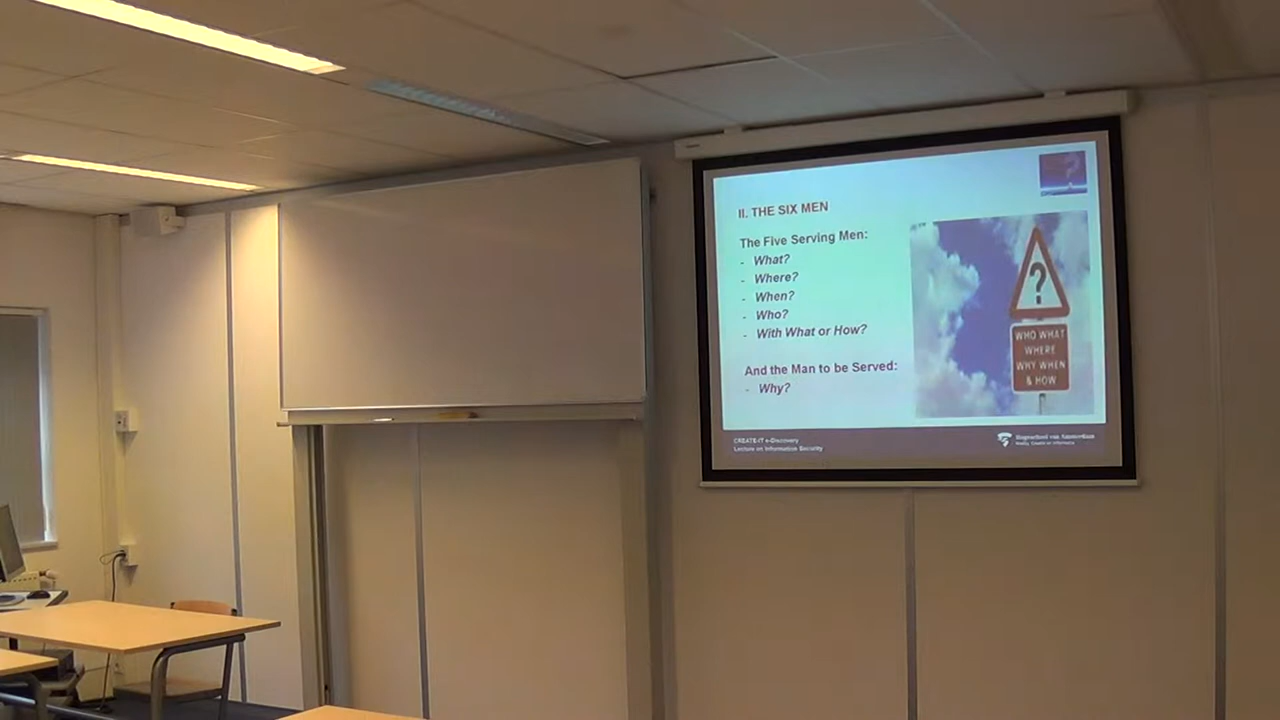 II. THE SIX MEN
The Five Serving Men:
- What?
- Where?
- When?
- Who?
- With What or How?
And the Man to be Served:
- Why?
?
WHO WHAT
WHERE
WHY WHEN
& HOW
CREATE-IT e-Discovery
Lecture on Information Security
Hogeschool van Amsterdam